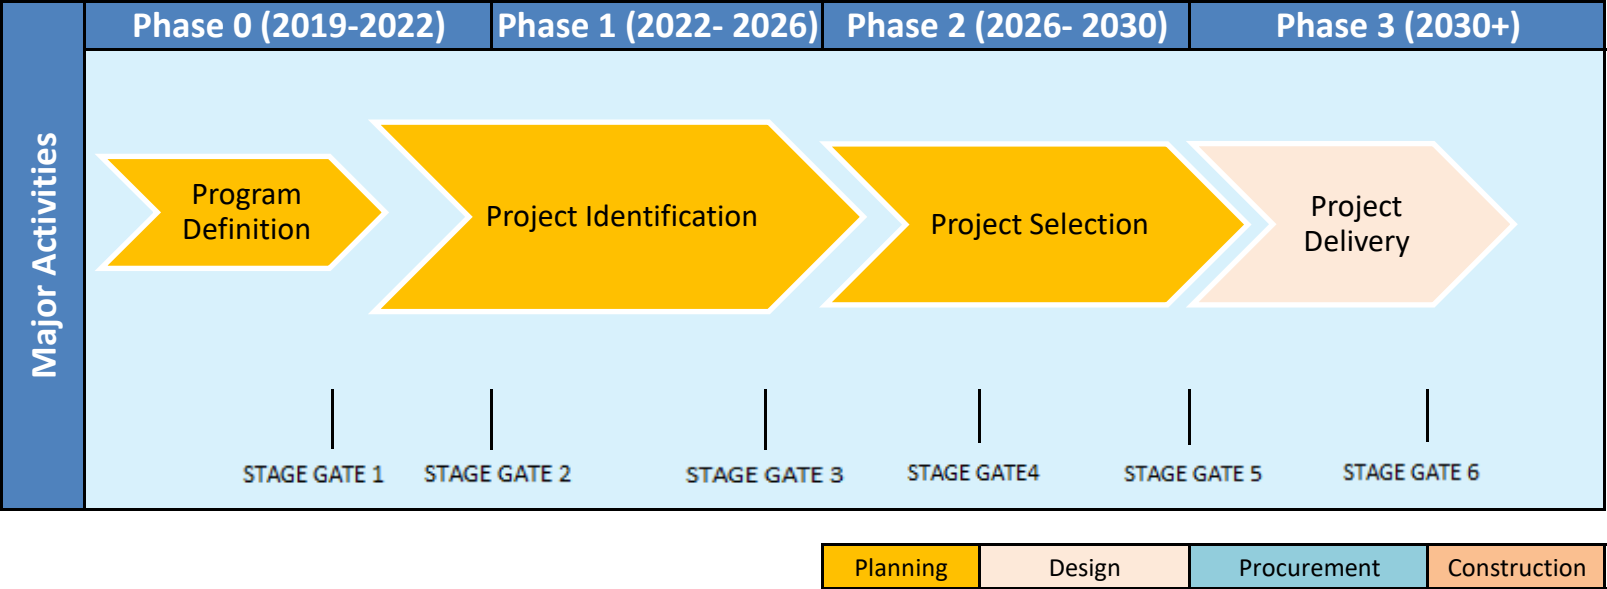 Phase 0 (2019-2022)
Phase 1 (2022- 2026)
Phase 2 (2026- 2030)
Phase 3 (2030+)
Major Activities
Program
Definition
Project Identification
Project Selection
Project
Delivery
STAGE GATE 1
STAGE GATE 2
STAGE GATE 3
STAGE GATE4
STAGE GATE 5
STAGE GATE 6
Planning
Design
Procurement
Construction